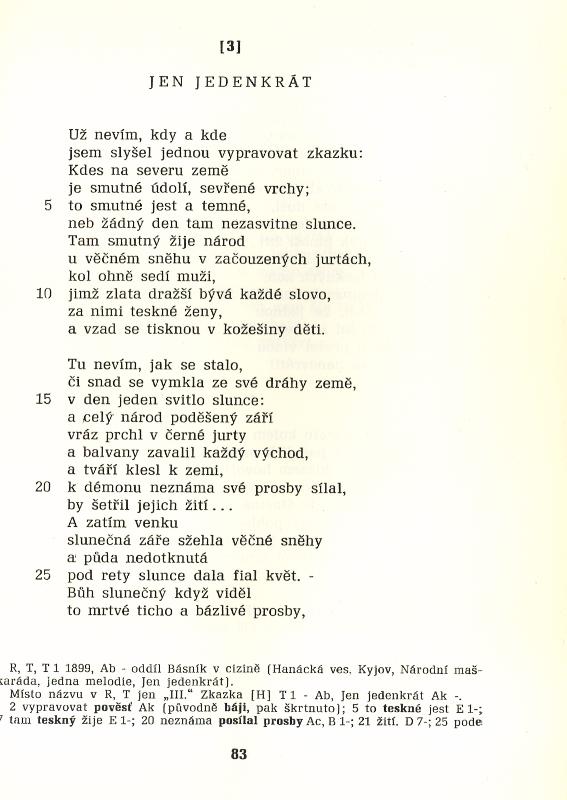 [3]
JEN JEDENKRÁT
Už nevím, kdy a kde
jsem slyšel jednou vypravovat zkazku:
Kdes na severu země
je smutné údolí, sevřené vrchy;
5 to smutné jest a temné,
neb žádný den tam nezasvitne slunce.
Tam smutný žije národ
u věčném sněhu v začouzených jurtách,
kol ohně sedí muži,
10 jimž zlata dražší bývá každé slovo,
za nimi teskné ženy,
a vzad se tisknou v kožešiny děti.
Tu nevím, jak se stalo,
či snad se vymkla ze své dráhy země,
15 v den jeden svitlo slunce:
a celý národ poděšený září
vráz prchl v černé jurty
a balvany zavalil každý východ,
a tváří klesl k zemi,
20 k démonu neznáma své prosby sílal,
by šetřil jejich žití...
A zatím venku
slunečná záře sžehla věčné sněhy
a půda nedotknutá
25 pod rety slunce dala fial květ. -
Bůh slunečný když viděl
to mrtvé ticho a bázlivé prosby,
R, T, T 1 1899, Ab - oddíl Básník v cizině (Hanácká ves. Kyjov, Národní maš-
karáda, jedna melodie, Jen jedenkrát).
Místo názvu v R, T jen „III.“ Zkazka [H] T 1 - Ab, Jen jedenkrát Ak -.
2 vypravovat pověsť Ak (původně báji, pak škrtnuto); 5 to teskné jest E 1-;
7 tam teskný žije E 1-; 20 neznáma posílal prosby Ac, B 1-; 21 žití. D 7-; 25 pode
83